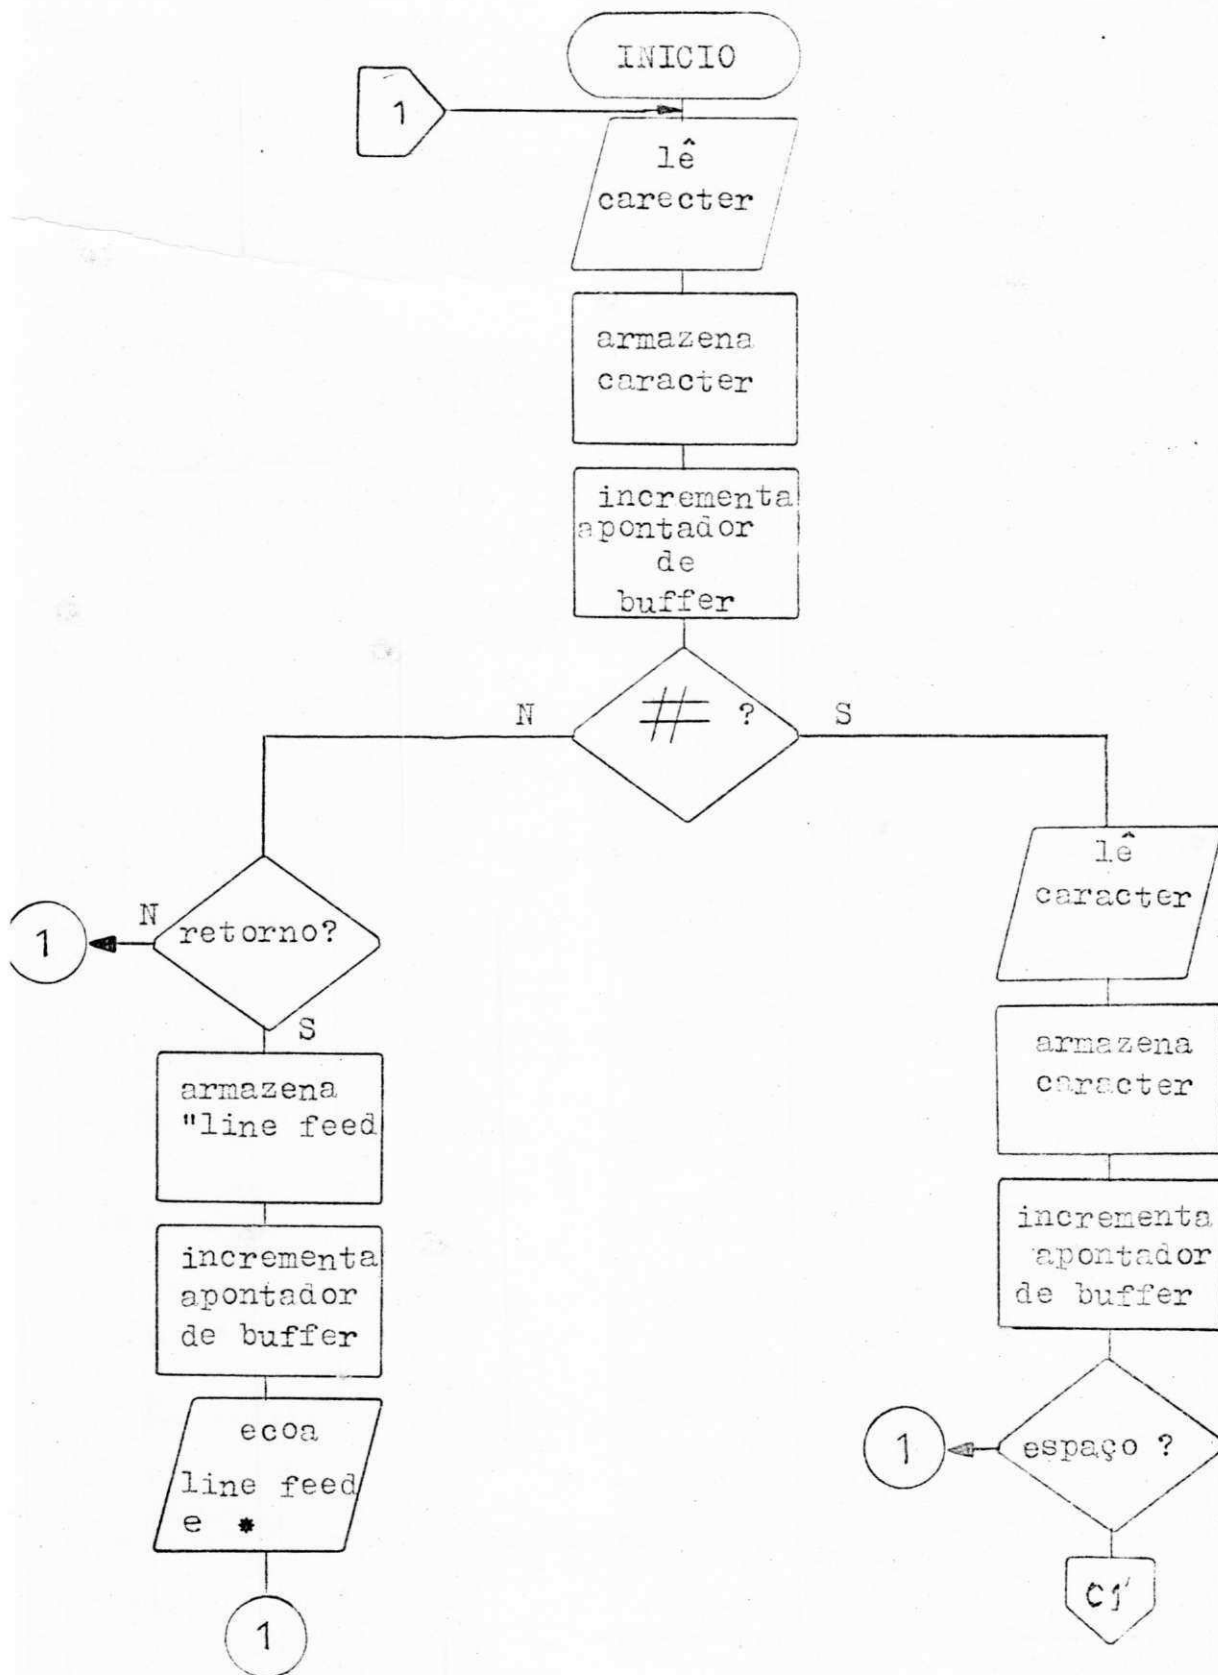 INICIO
1
lê
carecter
armazena
caracter
incrementa
apontador
de
buffer
N
# ?
S
1
N
retorno?
S
armazena
"line feed
incrementa
apontador
de buffer
ecoa
line feed
e *
1
lê
caracter
armazena
caracter
incrementa
apontador
de buffer
1
espaço ?
C1